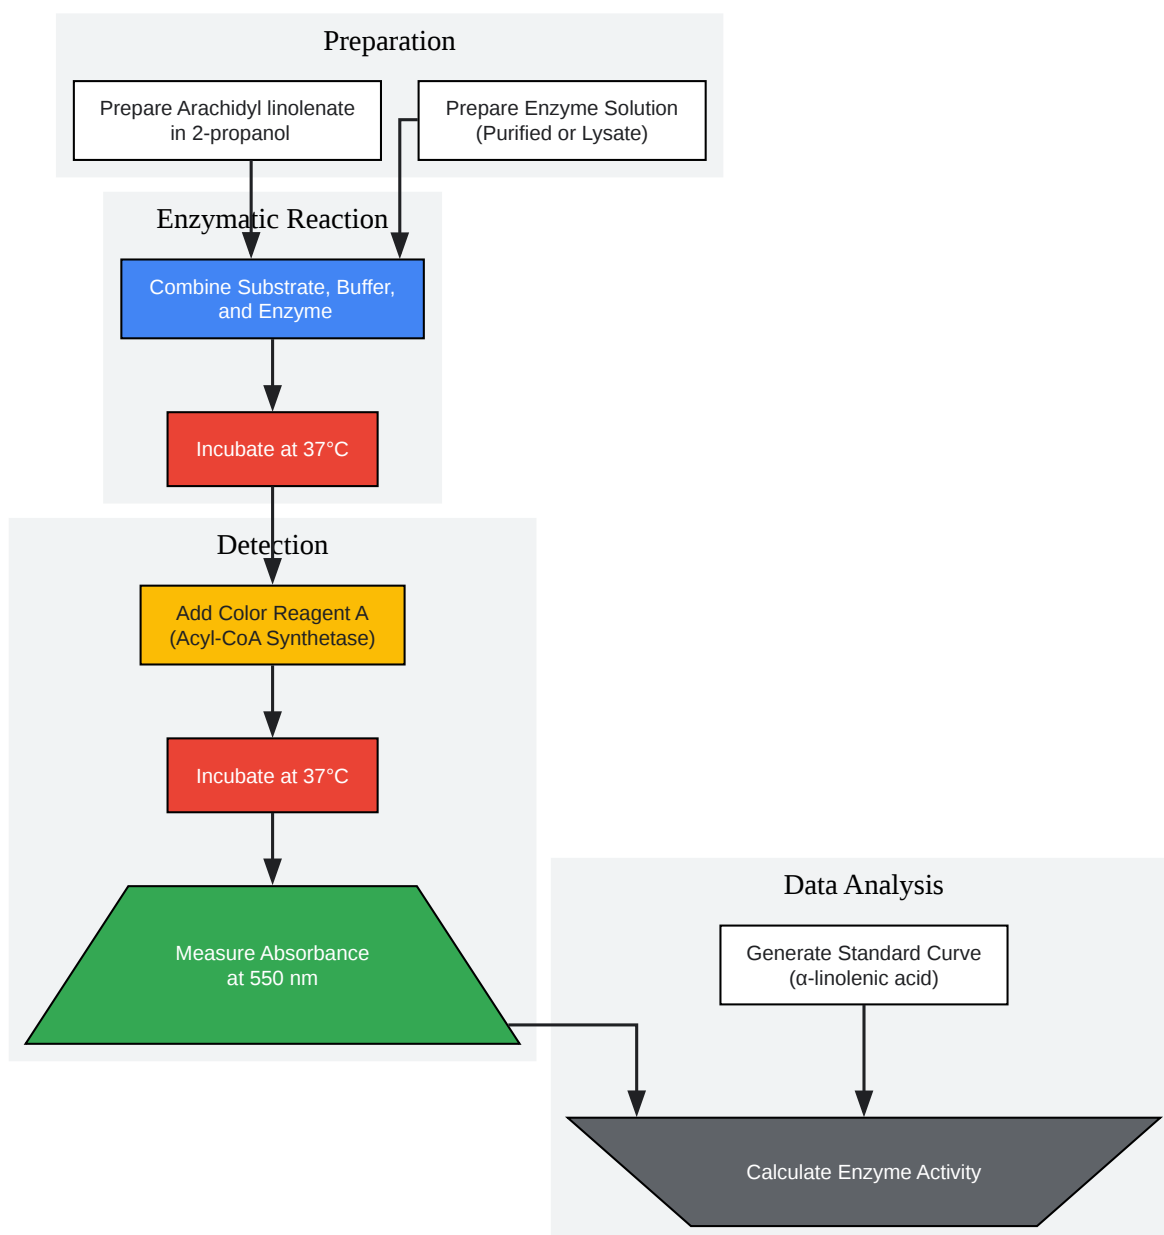 Preparation
Prepare Arachidyl linolenate
in 2-propanol
Prepare Enzyme Solution
(Purified or Lysate)
Enzymatic Reaction
Combine Substrate, Buffer,
and Enzyme
Incubate at 37°C
Detection
Add Color Reagent A
(Acyl-CoA Synthetase)
Incubate at 37°C
Measure Absorbance
at 550 nm
Data Analysis
Generate Standard Curve
(α-linolenic acid)
Calculate Enzyme Activity